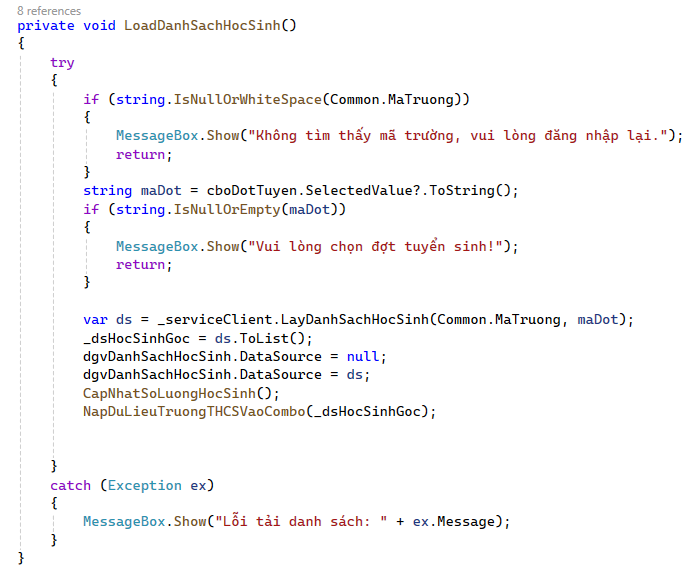 8 references
private void LoadDanhSachHocSinh()
{
try
{
if (string.IsNullOrWhiteSpace(Common.MaTruong))
{
MessageBox.Show("Không tìm thấy mã trường, vui lòng đăng nhập lại.");
return;
}
string maDot = cboDotTuyen.SelectedValue?.ToString();
if (string.IsNullOrEmpty(maDot))
{
MessageBox.Show("Vui lòng chọn đợt tuyển sinh!");
return;
}
var ds = _serviceClient.LayDanhSachHocSinh(Common.MaTruong, maDot);
_dsHocSinhGoc = ds.ToList();
dgvDanhSachHocSinh.DataSource = null;
dgvDanhSachHocSinh.DataSource = ds;
CapNhatSoLuongHocSinh();
NapDuLieuTruongTHCSVaoCombo(_dsHocSinhGoc);
}
catch (Exception ex)
{
MessageBox.Show("Lỗi tải danh sách: " + ex.Message);
}
}